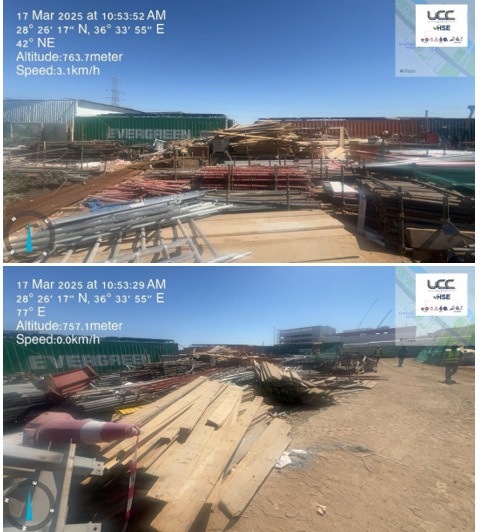 17 Mar 2025 at 10:53:52 AM
28° 26' 17" N, 36° 33' 55" E
42° NE
Altitude:763.7meter
Speed:3.1km/h
UCC
HSE
EVERGREEN
17 Mar 2025 at 10:53:29 AM
28° 26' 17" N, 36° 33' 55" E
77° E
Altitude:757.1meter
Speed:0.0km/h
UCC
HSE
EVERGREEN